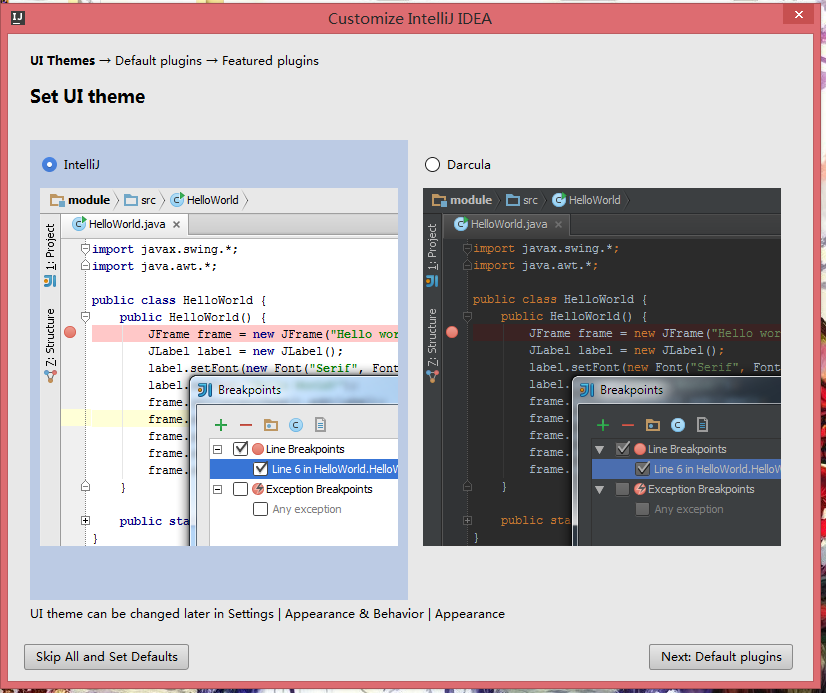 IJ
Customize IntelliJ IDEA
UI Themes → Default plugins → Featured plugins
Set UI theme
IntelliJ
module src HelloWorld
HelloWorld.java
1: Project
Z: Structure
import javax.swing.*;
import java.awt.*;
public class HelloWorld {
public HelloWorld() {
JFrame frame = new JFrame("Hello wor
JLabel label = new JLabel();
label.setFont(new Font("Serif", Font
label.
frame.
frame.
frame.
frame.
frame.
}
public sta
}
Breakpoints
Line Breakpoints
Line 6 in HelloWorld.HelloW
Exception Breakpoints
Any exception
Darcula
module src HelloWorld
HelloWorld.java
1: Project
Z: Structure
import javax.swing.*;
import java.awt.*;
public class HelloWorld {
public HelloWorld() {
JFrame frame = new JFrame("Hello wor
JLabel label = new JLabel();
label.setFont(new Font("Serif", Font
label.
frame.
frame.
frame.
frame.
frame.
}
public sta
}
Breakpoints
Line Breakpoints
Line 6 in HelloWorld.HelloW
Exception Breakpoints
Any exception
UI theme can be changed later in Settings | Appearance & Behavior | Appearance
Skip All and Set Defaults
Next: Default plugins